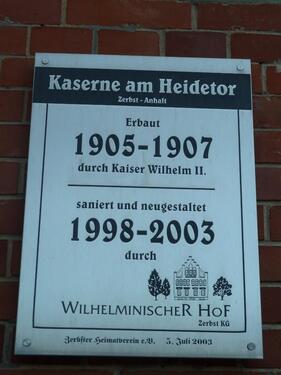 Kaserne am Heidetor
Zerbst - Anhalt
Erbaut
1905-1907
durch Kaiser Wilhelm II.
saniert und neugestaltet
1998-2003
durch
WILHELMINISCHER HOF
Zerbst KG
Zerbster Heimatverein e.V. 5. Juli 2003